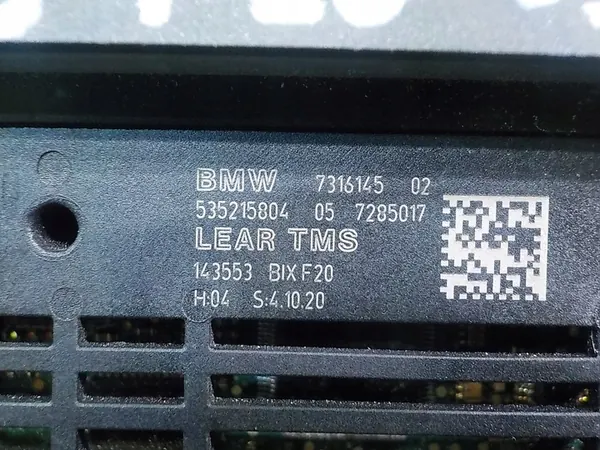 BMW 7316145 02
535215804 05 7285017
LEAR TMS
143553 BIX F20
H:04 S:4.10.20